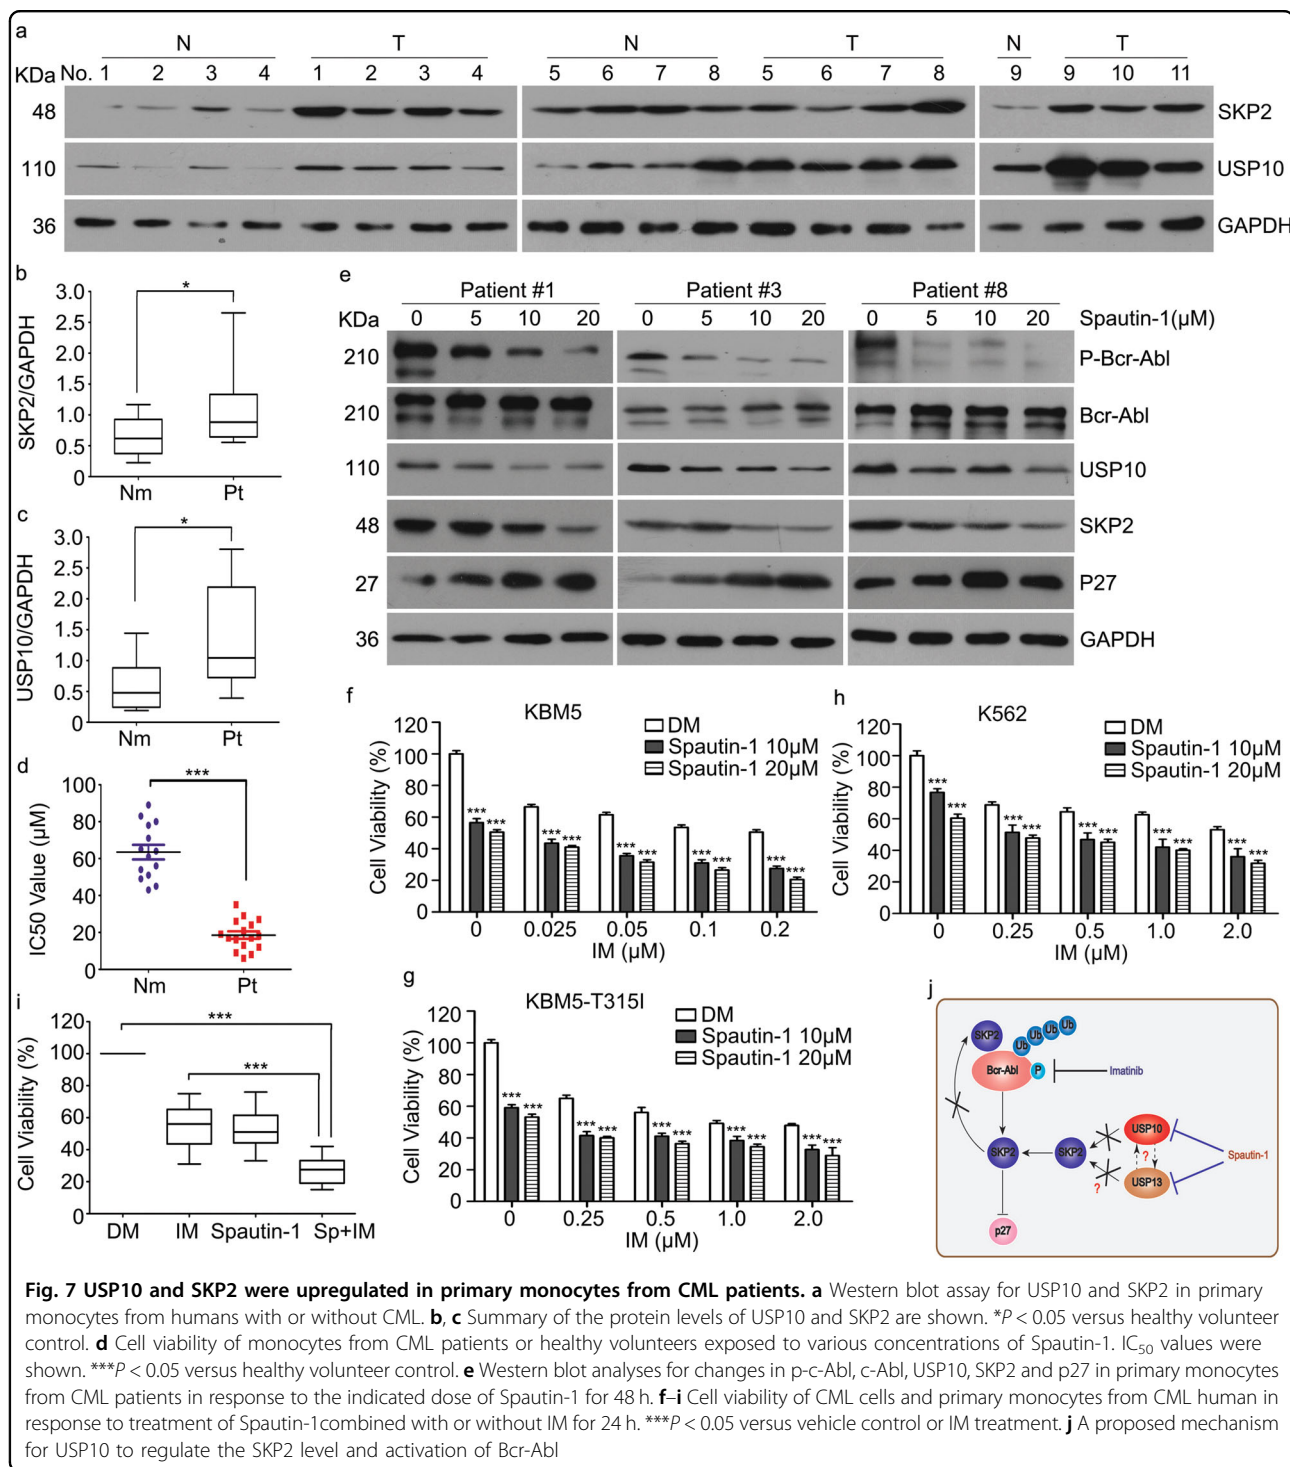 a
N T N T N T
KDa No. 1 2 3 4 1 2 3 4 5 6 7 8 5 6 7 8 9 9 10 11
48 SKP2
110 USP10
36 GAPDH
b
SKP2/GAPDH
3.0
2.5
2.0
1.5
1.0
0.5
0
*
Nm Pt
c
USP10/GAPDH
3.0
2.5
2.0
1.5
1.0
0.5
0
*
Nm Pt
d
IC50 Value (µM)
100
80
60
40
20
0
***
Nm Pt
e
Patient #1 Patient #3 Patient #8
KDa 0 5 10 20 0 5 10 20 0 5 10 20 Spautin-1(µM)
210 P-Bcr-Abl
210 Bcr-Abl
110 USP10
48 SKP2
27 P27
36 GAPDH
f
KBM5
DM
Spautin-1 10µM
Spautin-1 20µM
Cell Viability (%)
120
100
80
60
40
20
0
*** *** *** *** *** *** *** *** *** ***
0 0.025 0.05 0.1 0.2
IM (µM)
h
K562
DM
Spautin-1 10µM
Spautin-1 20µM
Cell Viability (%)
120
100
80
60
40
20
0
*** *** *** *** *** *** *** *** *** ***
0 0.25 0.5 1.0 2.0
IM (µM)
g
KBM5-T315I
DM
Spautin-1 10µM
Spautin-1 20µM
Cell Viability (%)
120
100
80
60
40
20
0
*** *** *** *** *** *** *** *** *** ***
0 0.25 0.5 1.0 2.0
IM (µM)
i
Cell Viability (%)
120
100
80
60
40
20
0
***
***
DM IM Spautin-1 Sp+IM
j
SKP2 Ub Ub Ub Ub
Bcr-Abl P Imatinib
SKP2 SKP2 USP10
? Spautin-1
? USP13
p27
Fig. 7 USP10 and SKP2 were upregulated in primary monocytes from CML patients. a Western blot assay for USP10 and SKP2 in primary
monocytes from humans with or without CML. b, c Summary of the protein levels of USP10 and SKP2 are shown. *P < 0.05 versus healthy volunteer
control. d Cell viability of monocytes from CML patients or healthy volunteers exposed to various concentrations of Spautin-1. IC50 values were
shown. ***P < 0.05 versus healthy volunteer control. e Western blot analyses for changes in p-c-Abl, c-Abl, USP10, SKP2 and p27 in primary monocytes
from CML patients in response to the indicated dose of Spautin-1 for 48 h. f–i Cell viability of CML cells and primary monocytes from CML human in
response to treatment of Spautin-1combined with or without IM for 24 h. ***P < 0.05 versus vehicle control or IM treatment. j A proposed mechanism
for USP10 to regulate the SKP2 level and activation of Bcr-Abl